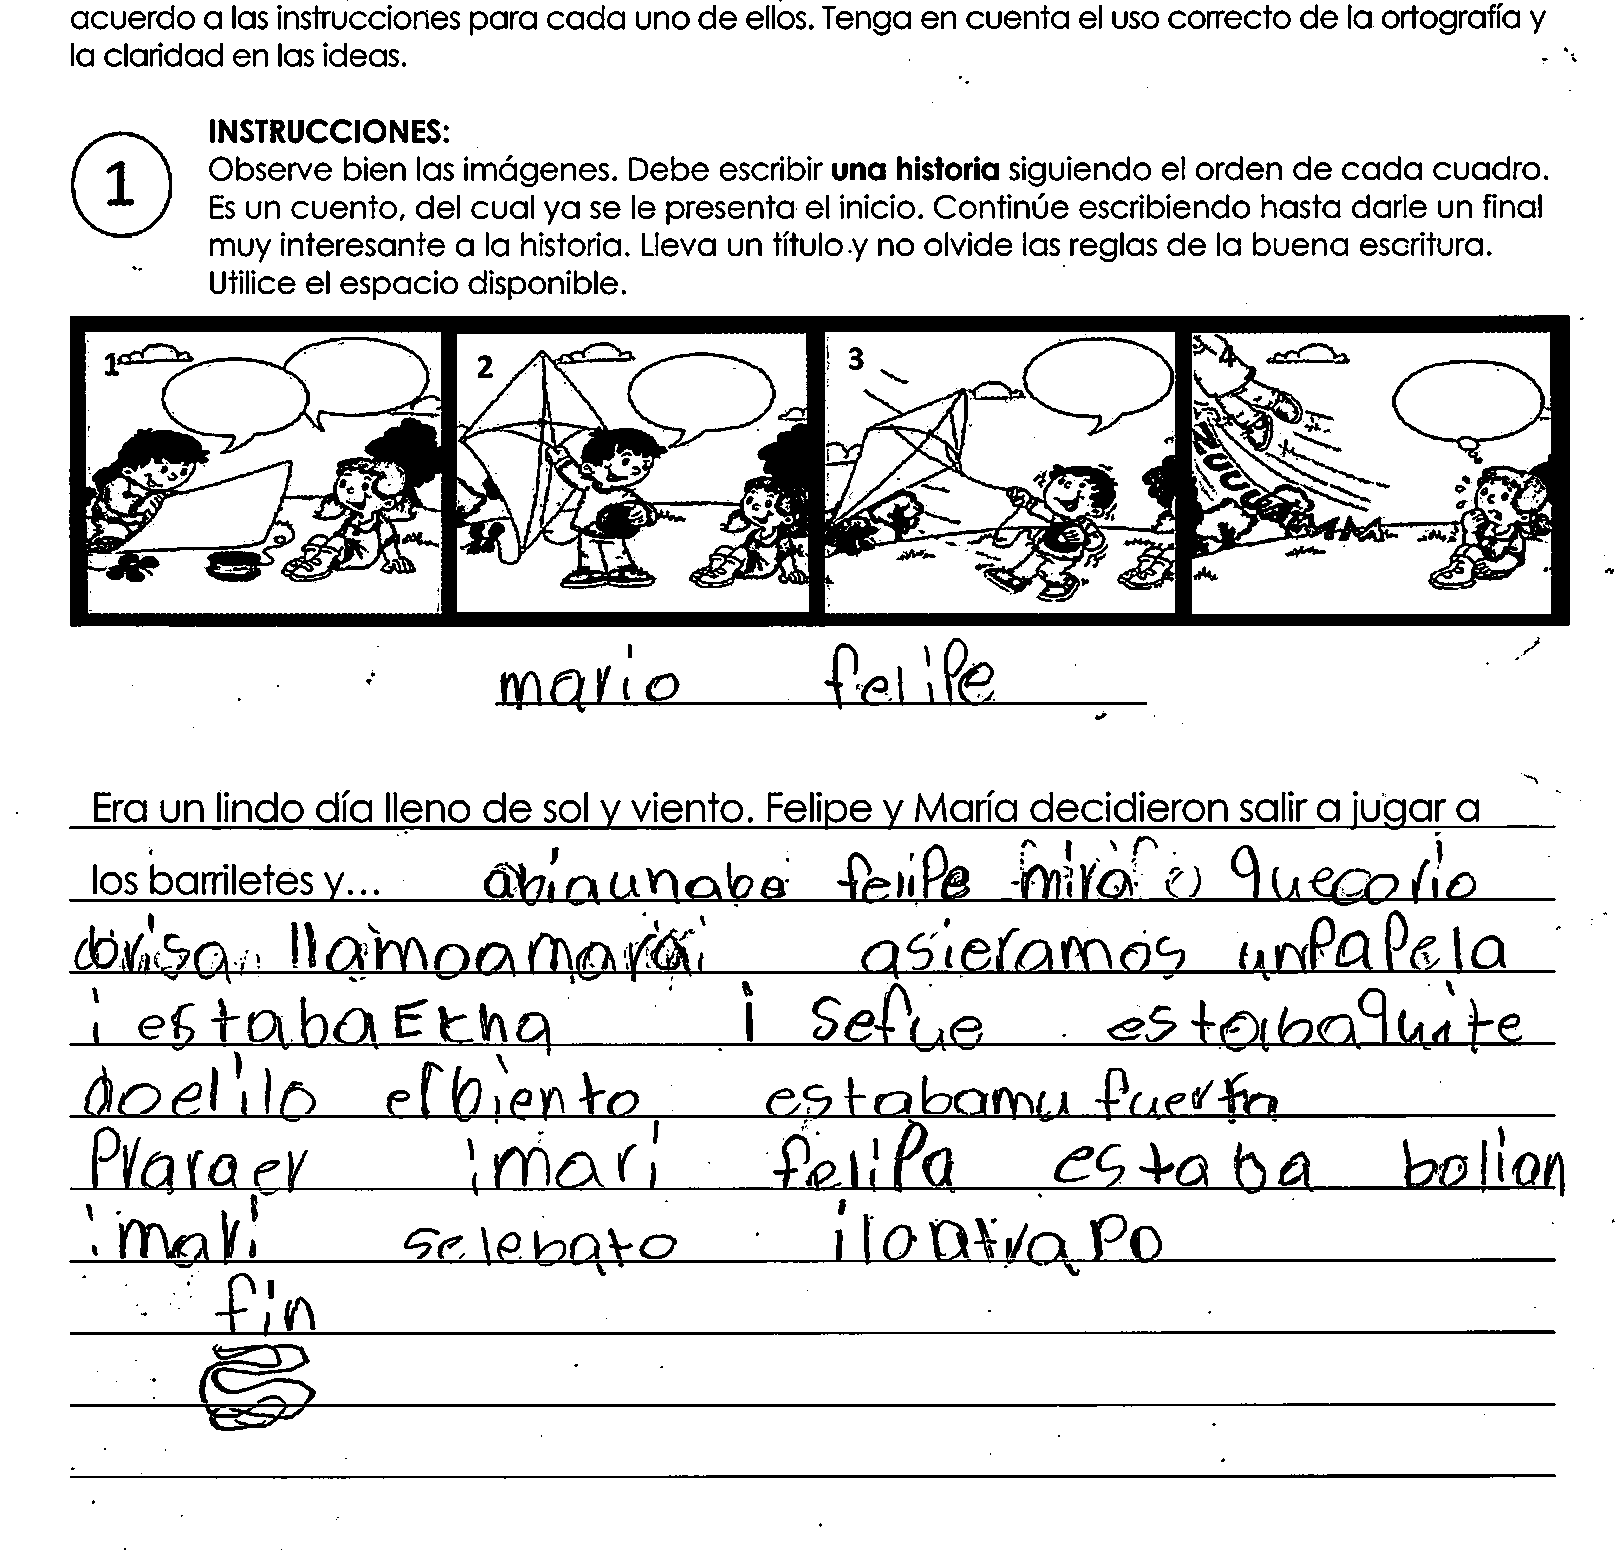 acuerdo a las instrucciones para cada uno de ellos. Tenga en cuenta el uso correcto de la ortografía y
la claridad en las ideas.
1
INSTRUCCIONES:
Observe bien las imágenes. Debe escribir una historia siguiendo el orden de cada cuadro.
Es un cuento, del cual ya se le presenta el inicio. Continúe escribiendo hasta darle un final
muy interesante a la historia. Lleva un título y no olvide las reglas de la buena escritura.
Utilice el espacio disponible.
1 2 3 4
mario felipe
Era un lindo día lleno de sol y viento. Felipe y María decidieron salir a jugar a
los barriletes y... abiaunabe felipe quecorio
llamoamarai asieramos unPaPela
i estabaEkha i sefue estabaquite
doelilo elbiento estabamu fuerta
Praraer imari feliPa estaba bolian
imari selebato ilontraPo
fin